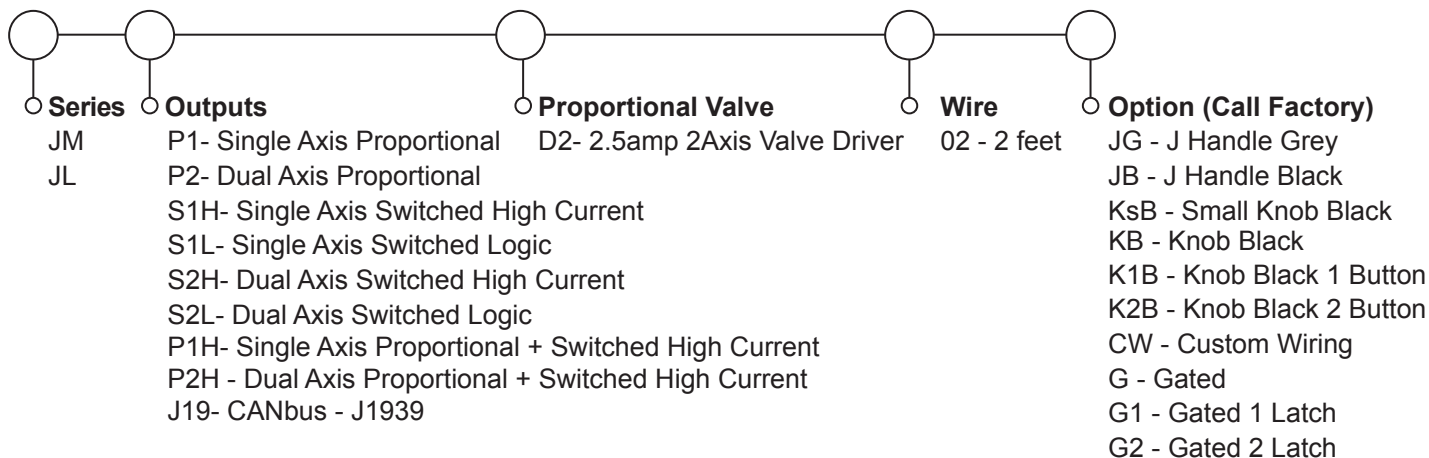 Series
JM
JL
Outputs
P1- Single Axis Proportional
P2- Dual Axis Proportional
S1H- Single Axis Switched High Current
S1L- Single Axis Switched Logic
S2H- Dual Axis Switched High Current
S2L- Dual Axis Switched Logic
P1H- Single Axis Proportional + Switched High Current
P2H - Dual Axis Proportional + Switched High Current
J19- CANbus - J1939
Proportional Valve
D2- 2.5amp 2Axis Valve Driver
Wire
02 - 2 feet
Option (Call Factory)
JG - J Handle Grey
JB - J Handle Black
KsB - Small Knob Black
KB - Knob Black
K1B - Knob Black 1 Button
K2B - Knob Black 2 Button
CW - Custom Wiring
G - Gated
G1 - Gated 1 Latch
G2 - Gated 2 Latch